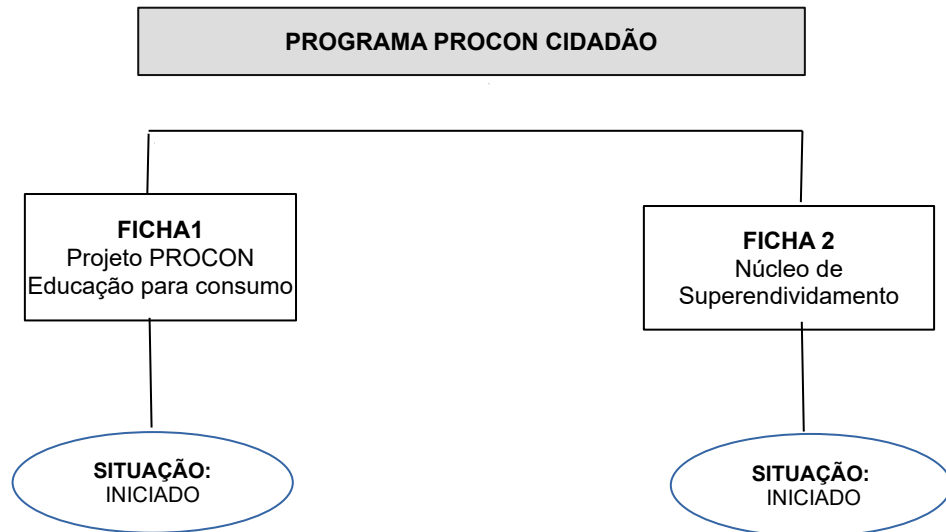 PROGRAMA PROCON CIDADÃO
FICHA1
Projeto PROCON
Educação para consumo
FICHA 2
Núcleo de
Superendividamento
SITUAÇÃO:
INICIADO
SITUAÇÃO:
INICIADO